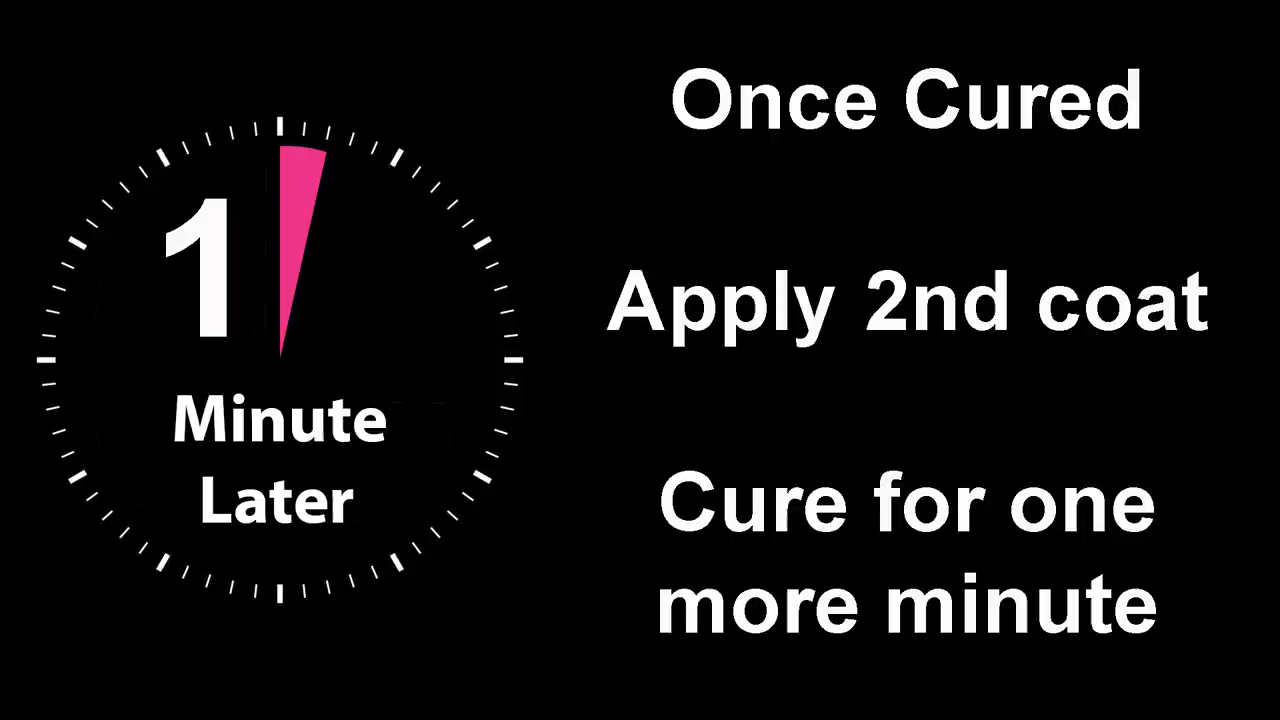 1
Minute
Later
Once Cured
Apply 2nd coat
Cure for one
more minute